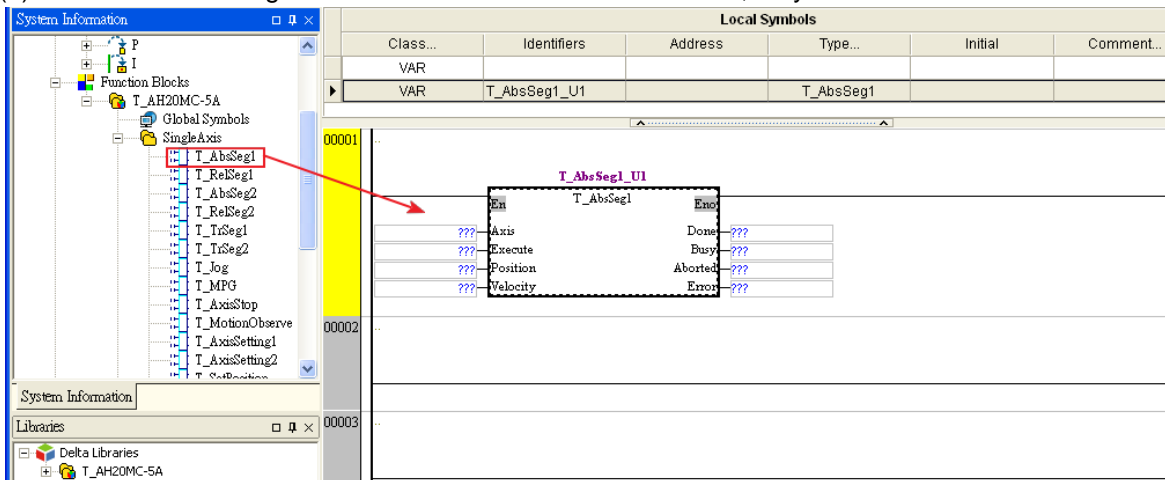 System Information
P
I
Function Blocks
T_AH20MC-5A
Global Symbols
SingleAxis
T_AbsSeg1
T_RelSeg1
T_AbsSeg2
T_RelSeg2
T_TrSeg1
T_TrSeg2
T_Jog
T_MPG
T_AxisStop
T_MotionObserve
T_AxisSetting1
T_AxisSetting2
System Information
Libraries
Delta Libraries
T_AH20MC-5A
Local Symbols
Class... Identifiers Address Type... Initial Comment...
VAR
VAR T_AbsSeg1_U1 T_AbsSeg1
00001
T_AbsSeg1_U1
T_AbsSeg1
En Eno
??? Axis Done ???
??? Execute Busy ???
??? Position Aborted ???
??? Velocity Error ???
00002
00003